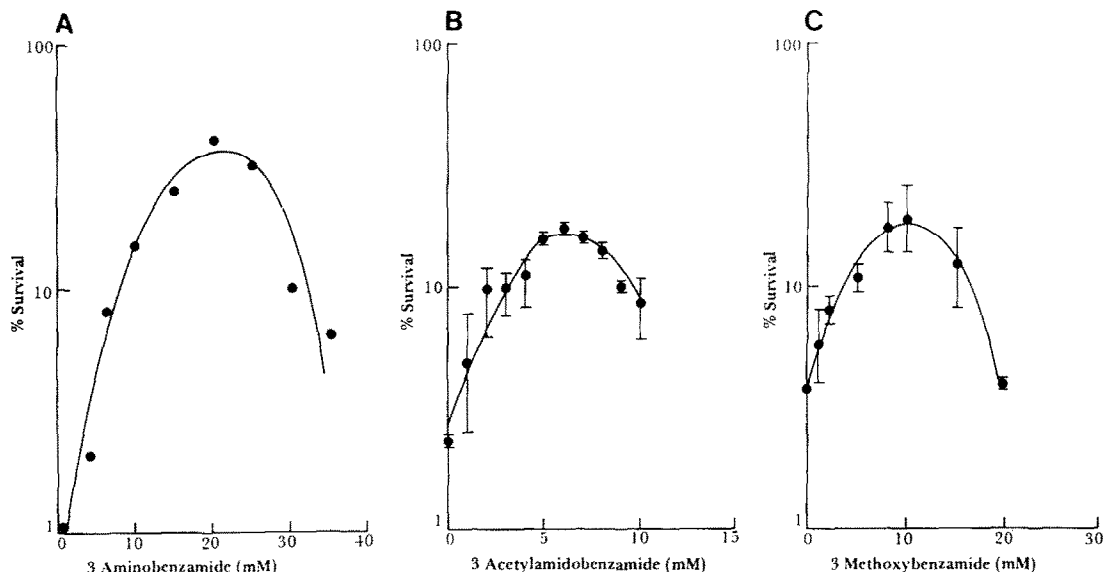 A
100
10
1
% Survival
0 10 20 30 40
3 Aminobenzamide (mM)
B
100
10
1
% Survival
0 5 10 15
3 Acetylamidobenzamide (mM)
C
100
10
1
% Survival
0 10 20 30
3 Methoxybenzamide (mM)